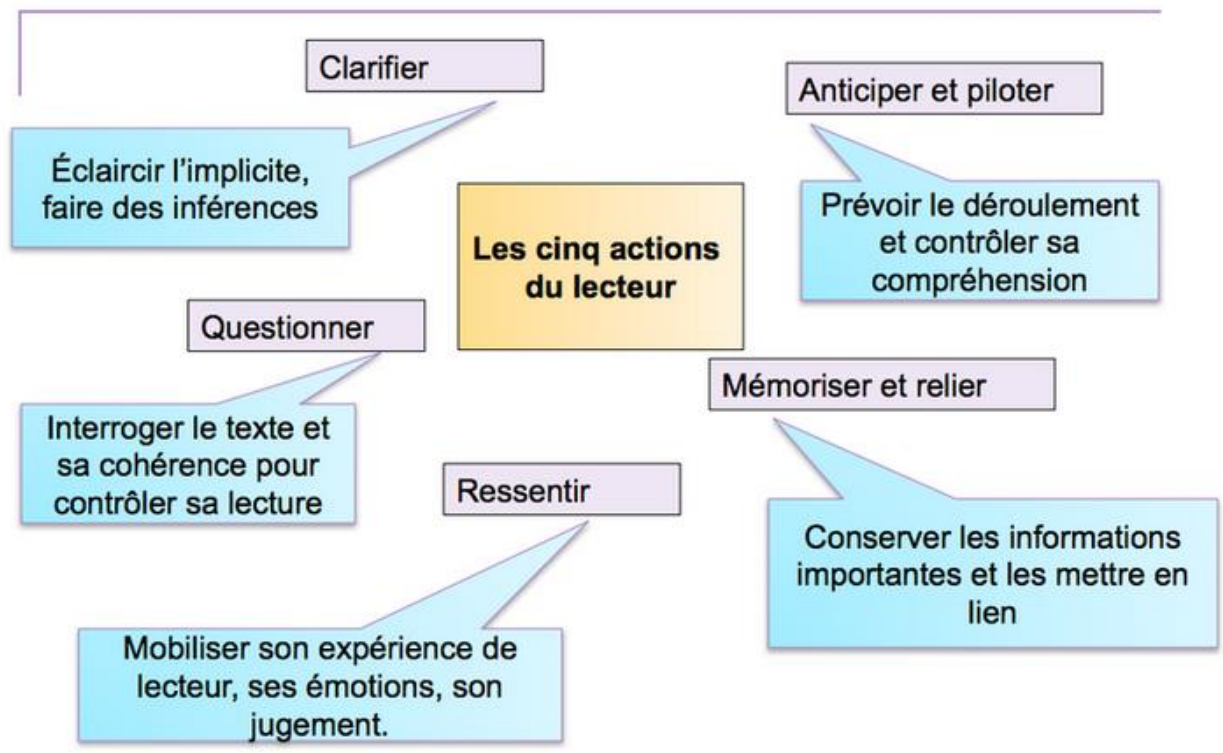 Clarifier
Éclaircir l'implicite,
faire des inférences
Anticiper et piloter
Prévoir le déroulement
et contrôler sa
compréhension
Les cinq actions
du lecteur
Questionner
Interroger le texte et
sa cohérence pour
contrôler sa lecture
Mémoriser et relier
Conserver les informations
importantes et les mettre en
lien
Ressentir
Mobiliser son expérience de
lecteur, ses émotions, son
jugement.